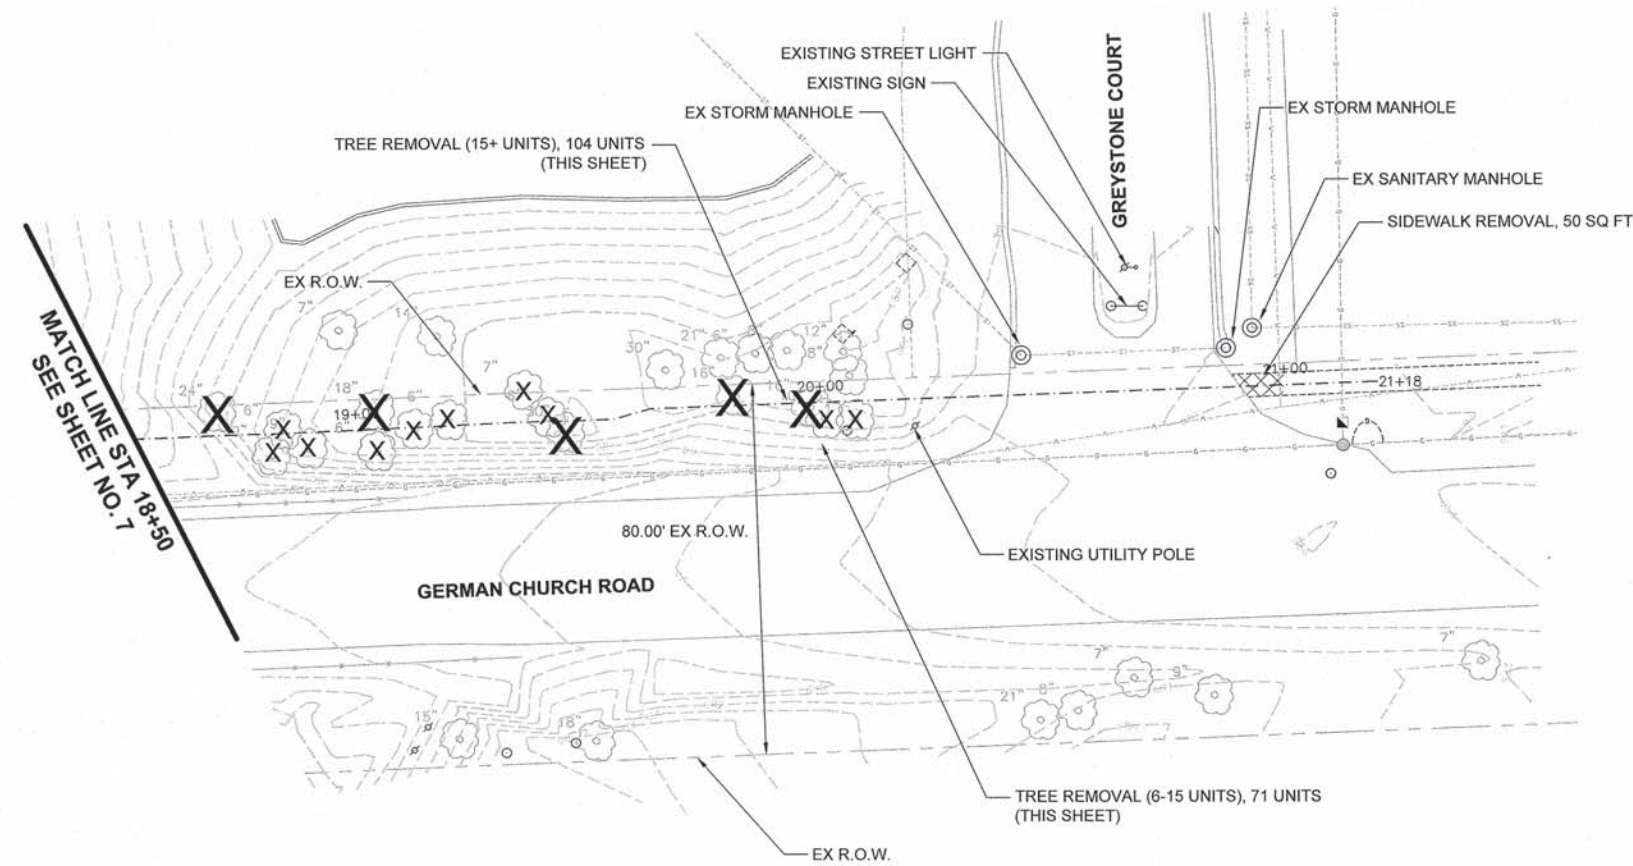 EXISTING STREET LIGHT
EXISTING SIGN
EX STORM MANHOLE
GREYSTONE COURT
EX STORM MANHOLE
TREE REMOVAL (15+ UNITS), 104 UNITS
(THIS SHEET)
EX SANITARY MANHOLE
SIDEWALK REMOVAL, 50 SQ FT
EX R.O.W.
MATCH LINE STA 18+50
SEE SHEET NO. 7
7"
14
7"
30"
21"
6"
8"
12"
8"
16"
24"
6"
18"
6"
20+00
21+00
21+18
80.00' EX R.O.W.
EXISTING UTILITY POLE
GERMAN CHURCH ROAD
7"
7"
9"
21"
8"
15"
18"
TREE REMOVAL (6-15 UNITS), 71 UNITS
(THIS SHEET)
EX R.O.W.